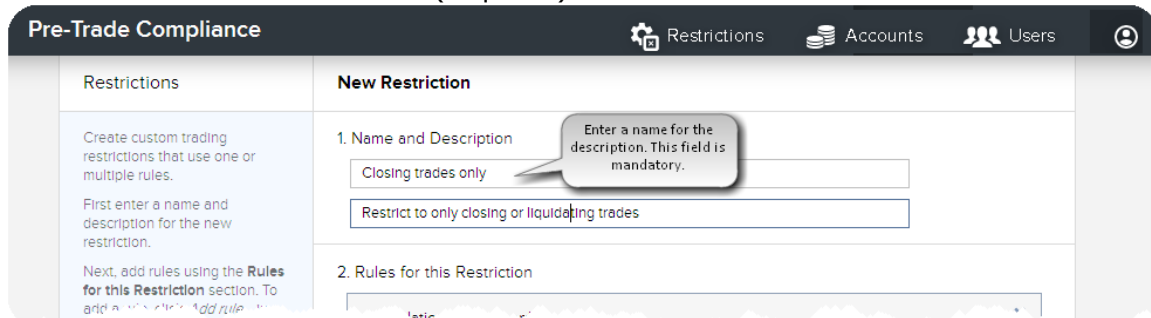 Pre-Trade Compliance
Restrictions
Accounts
Users
Restrictions
New Restriction
Create custom trading
restrictions that use one or
multiple rules.
First enter a name and
description for the new
restriction.
Next, add rules using the Rules
for this Restriction section. To
1. Name and Description
Enter a name for the
description. This field is
mandatory.
Closing trades only
Restrict to only closing or liquidating trades
2. Rules for this Restriction